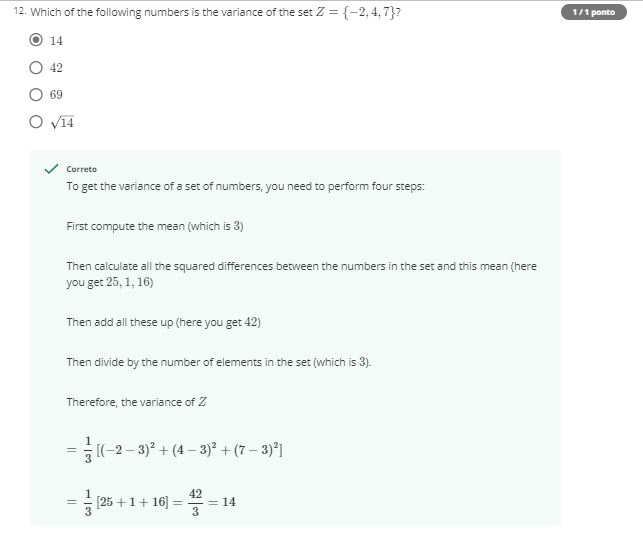 12. Which of the following numbers is the variance of the set Z = {−2, 4, 7}?
1 / 1 ponto
14
42
69
√14
Correto
To get the variance of a set of numbers, you need to perform four steps:
First compute the mean (which is 3)
Then calculate all the squared differences between the numbers in the set and this mean (here
you get 25, 1, 16)
Then add all these up (here you get 42)
Then divide by the number of elements in the set (which is 3).
Therefore, the variance of Z
= 1/3 [(−2 − 3)² + (4 − 3)² + (7 − 3)²]
= 1/3 [25 + 1 + 16] = 42/3 = 14